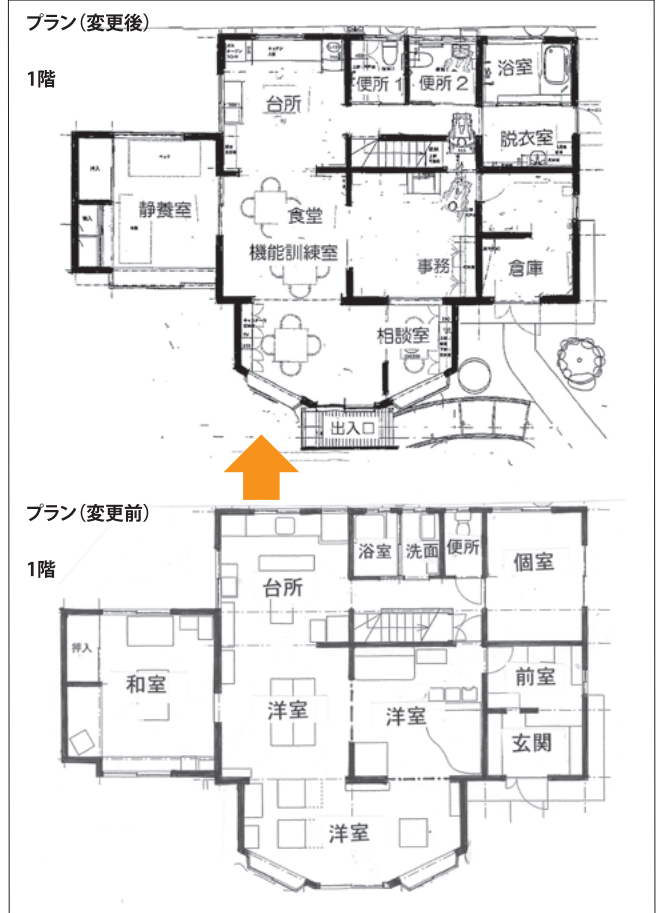 プラン（変更後）
1階
台所
便所1
便所2
浴室
脱衣室
押入
静養室
食堂
機能訓練室
事務
倉庫
相談室
出入口
プラン（変更前）
1階
台所
浴室
洗面
便所
個室
押入
和室
洋室
洋室
前室
玄関
洋室